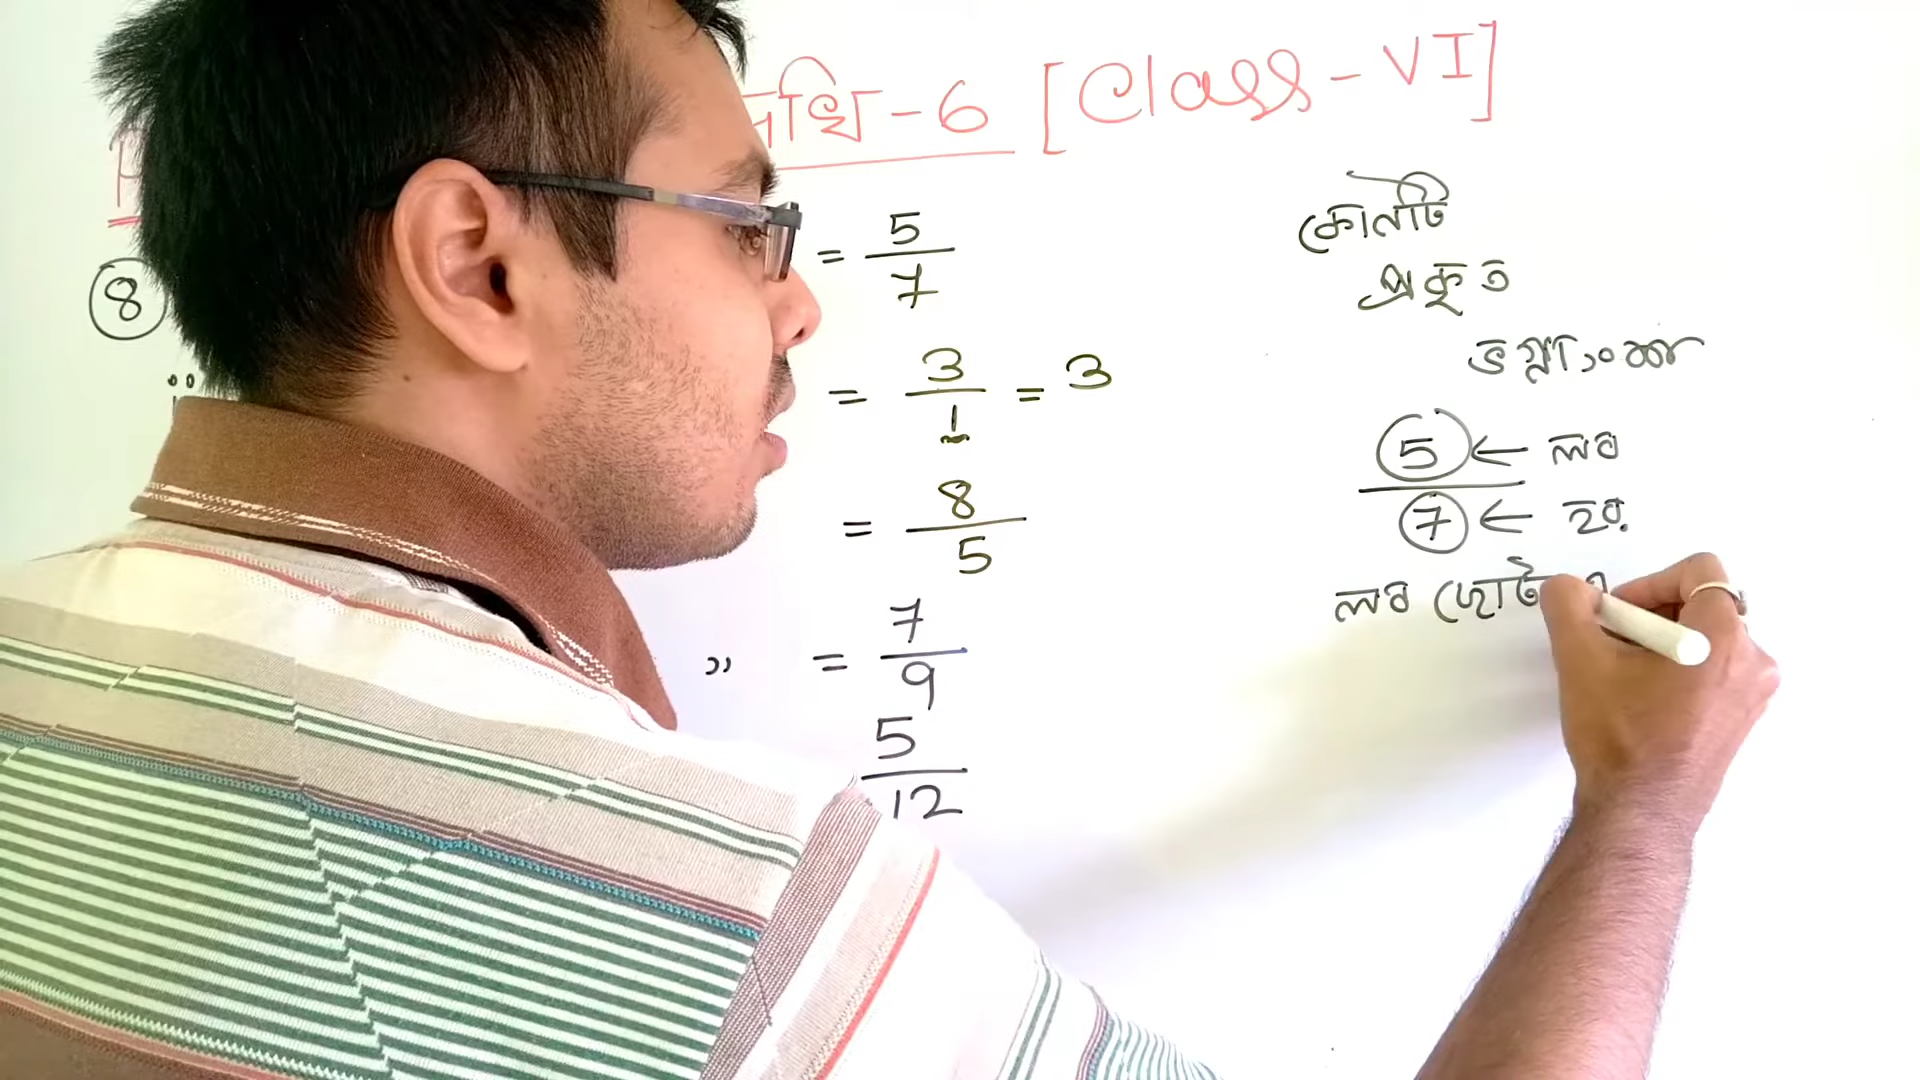 - 6 [Class - VI]
8
= 5/7
= 3/1 = 3
= 8/5
” = 7/9
5/12
কোনটি
প্রকৃত
ভগ্নাংশ
5 ← লব
7 ← হর
লব ছোট